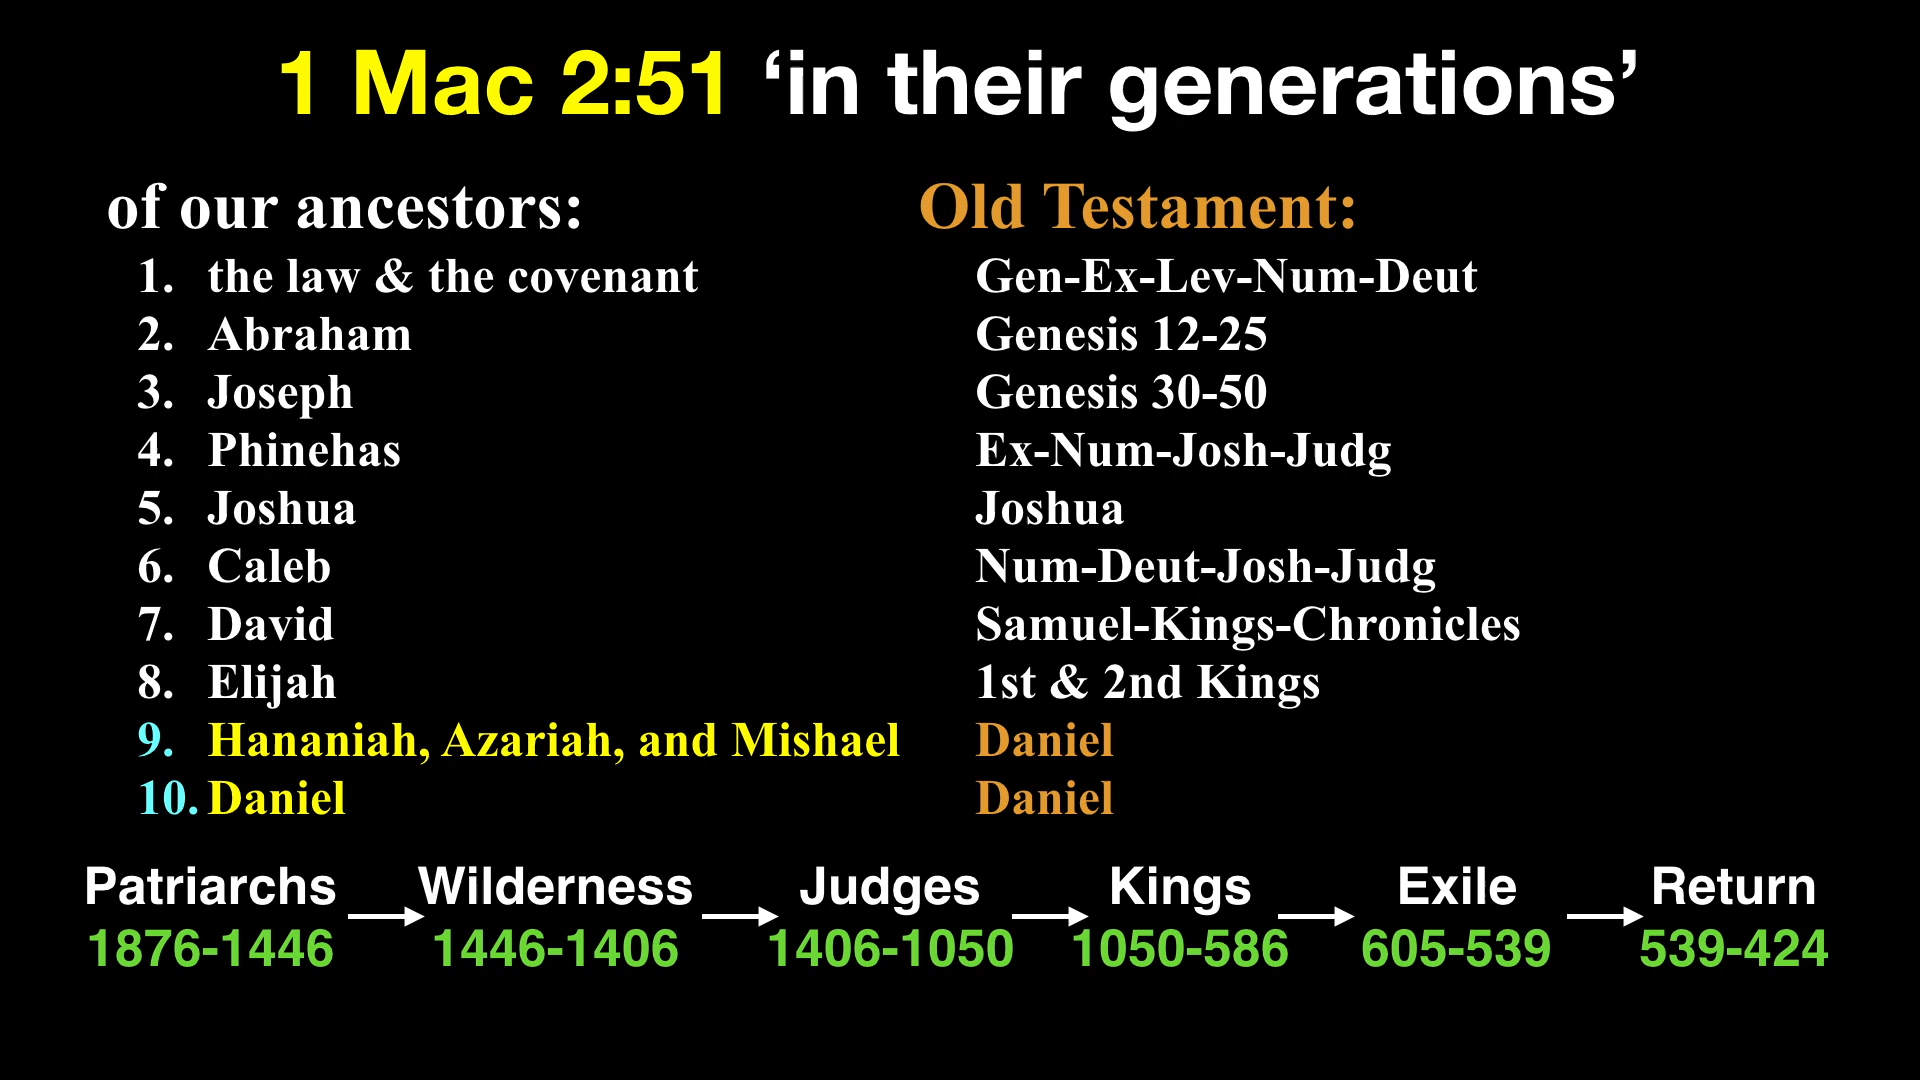 1 Mac 2:51 ‘in their generations’
of our ancestors: Old Testament:
1. the law & the covenant Gen-Ex-Lev-Num-Deut
2. Abraham Genesis 12-25
3. Joseph Genesis 30-50
4. Phinehas Ex-Num-Josh-Judg
5. Joshua Joshua
6. Caleb Num-Deut-Josh-Judg
7. David Samuel-Kings-Chronicles
8. Elijah 1st & 2nd Kings
9. Hananiah, Azariah, and Mishael Daniel
10. Daniel Daniel
Patriarchs Wilderness Judges Kings Exile Return
1876-1446 1446-1406 1406-1050 1050-586 605-539 539-424